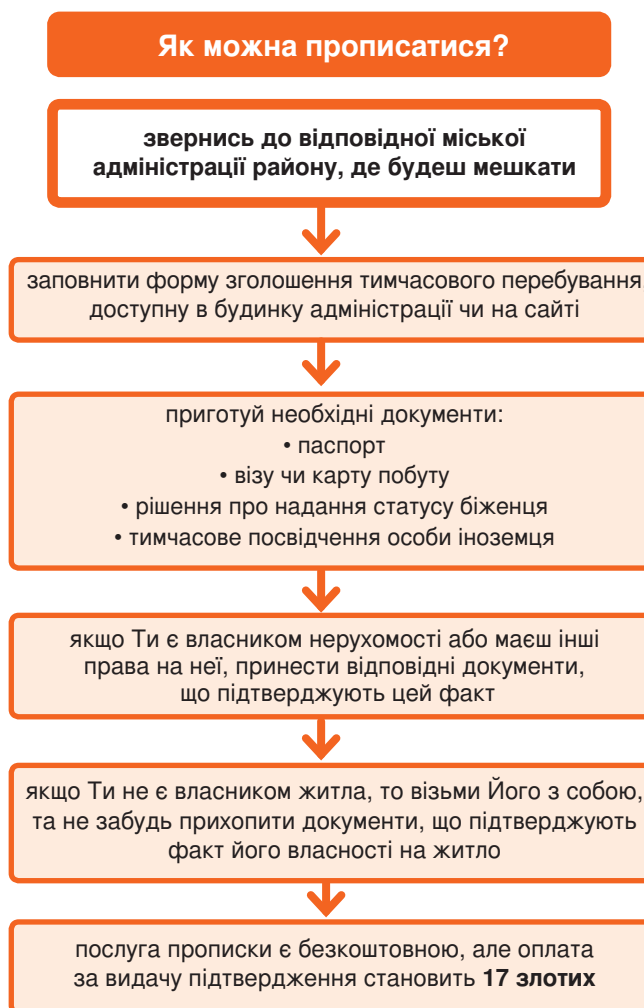 Як можна прописатися?
звернись до відповідної міської
адміністрації району, де будеш мешкати
заповнити форму зголошення тимчасового перебування
доступну в будинку адміністрації чи на сайті
приготуй необхідні документи:
• паспорт
• візу чи карту побуту
• рішення про надання статусу біженця
• тимчасове посвідчення особи іноземця
якщо Ти є власником нерухомості або маєш інші
права на неї, принести відповідні документи,
що підтверджують цей факт
якщо Ти не є власником житла, то візьми Його з собою,
та не забудь прихопити документи, що підтверджують
факт його власності на житло
послуга прописки є безкоштовною, але оплата
за видачу підтвердження становить 17 злотих